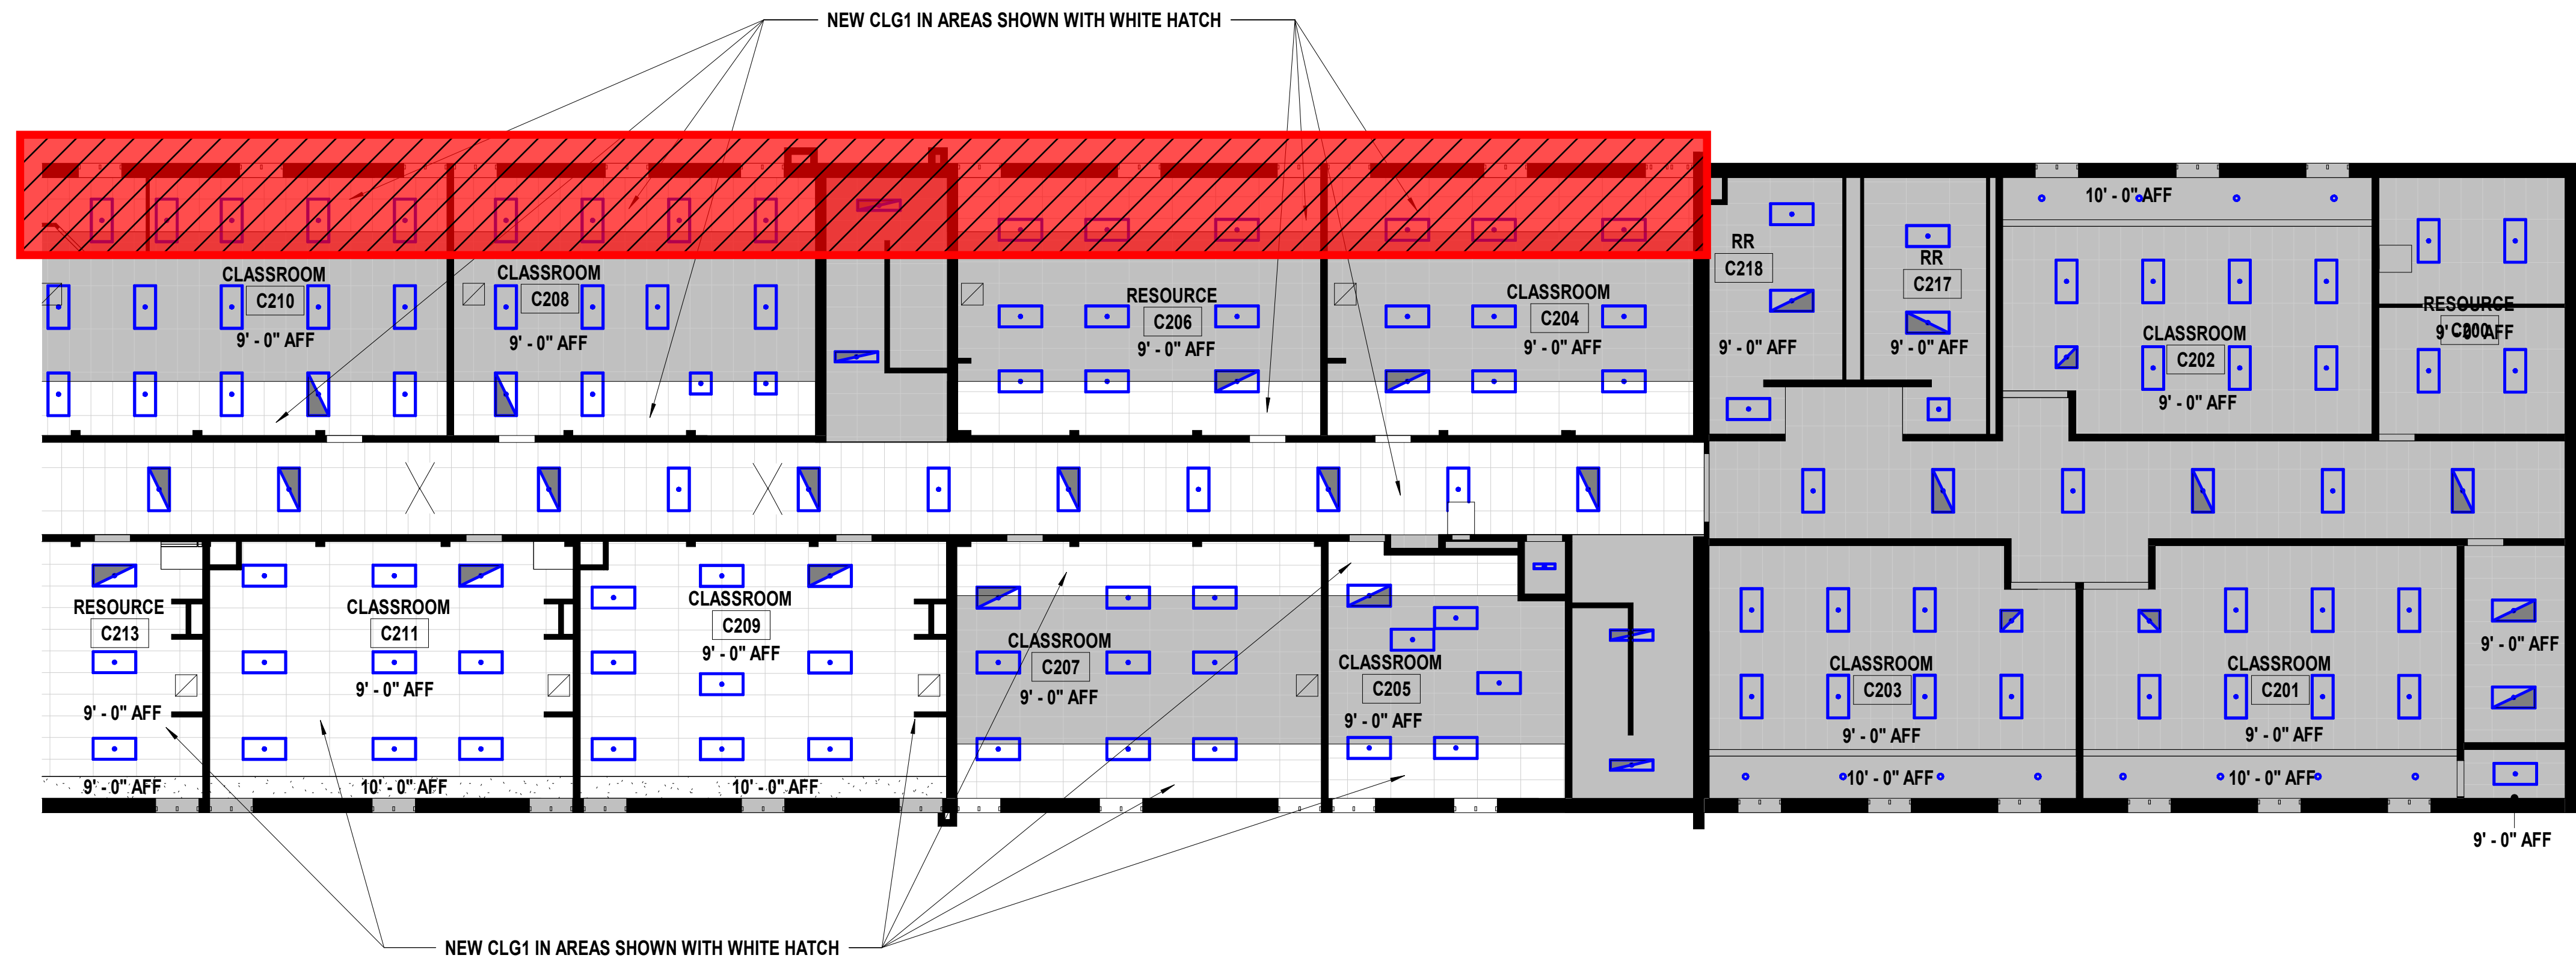 NEW CLG1 IN AREAS SHOWN WITH WHITE HATCH
10' - 0" AFF
RR
C218
9' - 0" AFF
RR
C217
9' - 0" AFF
CLASSROOM
C210
9' - 0" AFF
CLASSROOM
C208
9' - 0" AFF
RESOURCE
C206
9' - 0" AFF
CLASSROOM
C204
9' - 0" AFF
CLASSROOM
C202
9' - 0" AFF
RESOURCE
C200
9' - 0" AFF
RESOURCE
C213
9' - 0" AFF
9' - 0" AFF
CLASSROOM
C211
9' - 0" AFF
10' - 0" AFF
CLASSROOM
C209
9' - 0" AFF
10' - 0" AFF
CLASSROOM
C207
9' - 0" AFF
CLASSROOM
C205
9' - 0" AFF
CLASSROOM
C203
9' - 0" AFF
10' - 0" AFF
CLASSROOM
C201
9' - 0" AFF
10' - 0" AFF
9' - 0" AFF
9' - 0" AFF
NEW CLG1 IN AREAS SHOWN WITH WHITE HATCH